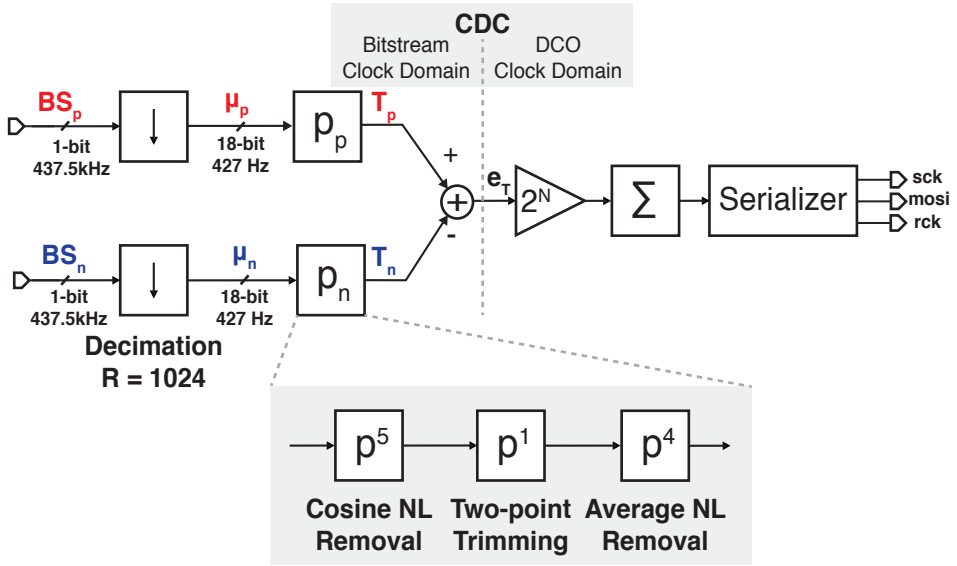 CDC
Bitstream
Clock Domain
DCO
Clock Domain
BSp
1-bit
437.5kHz
↓
μp
18-bit
427 Hz
pp
Tp
+
+
-
eT
2^N
Σ
Serializer
sck
mosi
rck
BSn
1-bit
437.5kHz
↓
μn
18-bit
427 Hz
pn
Tn
Decimation
R = 1024
p⁵
p¹
p⁴
Cosine NL
Removal
Two-point
Trimming
Average NL
Removal